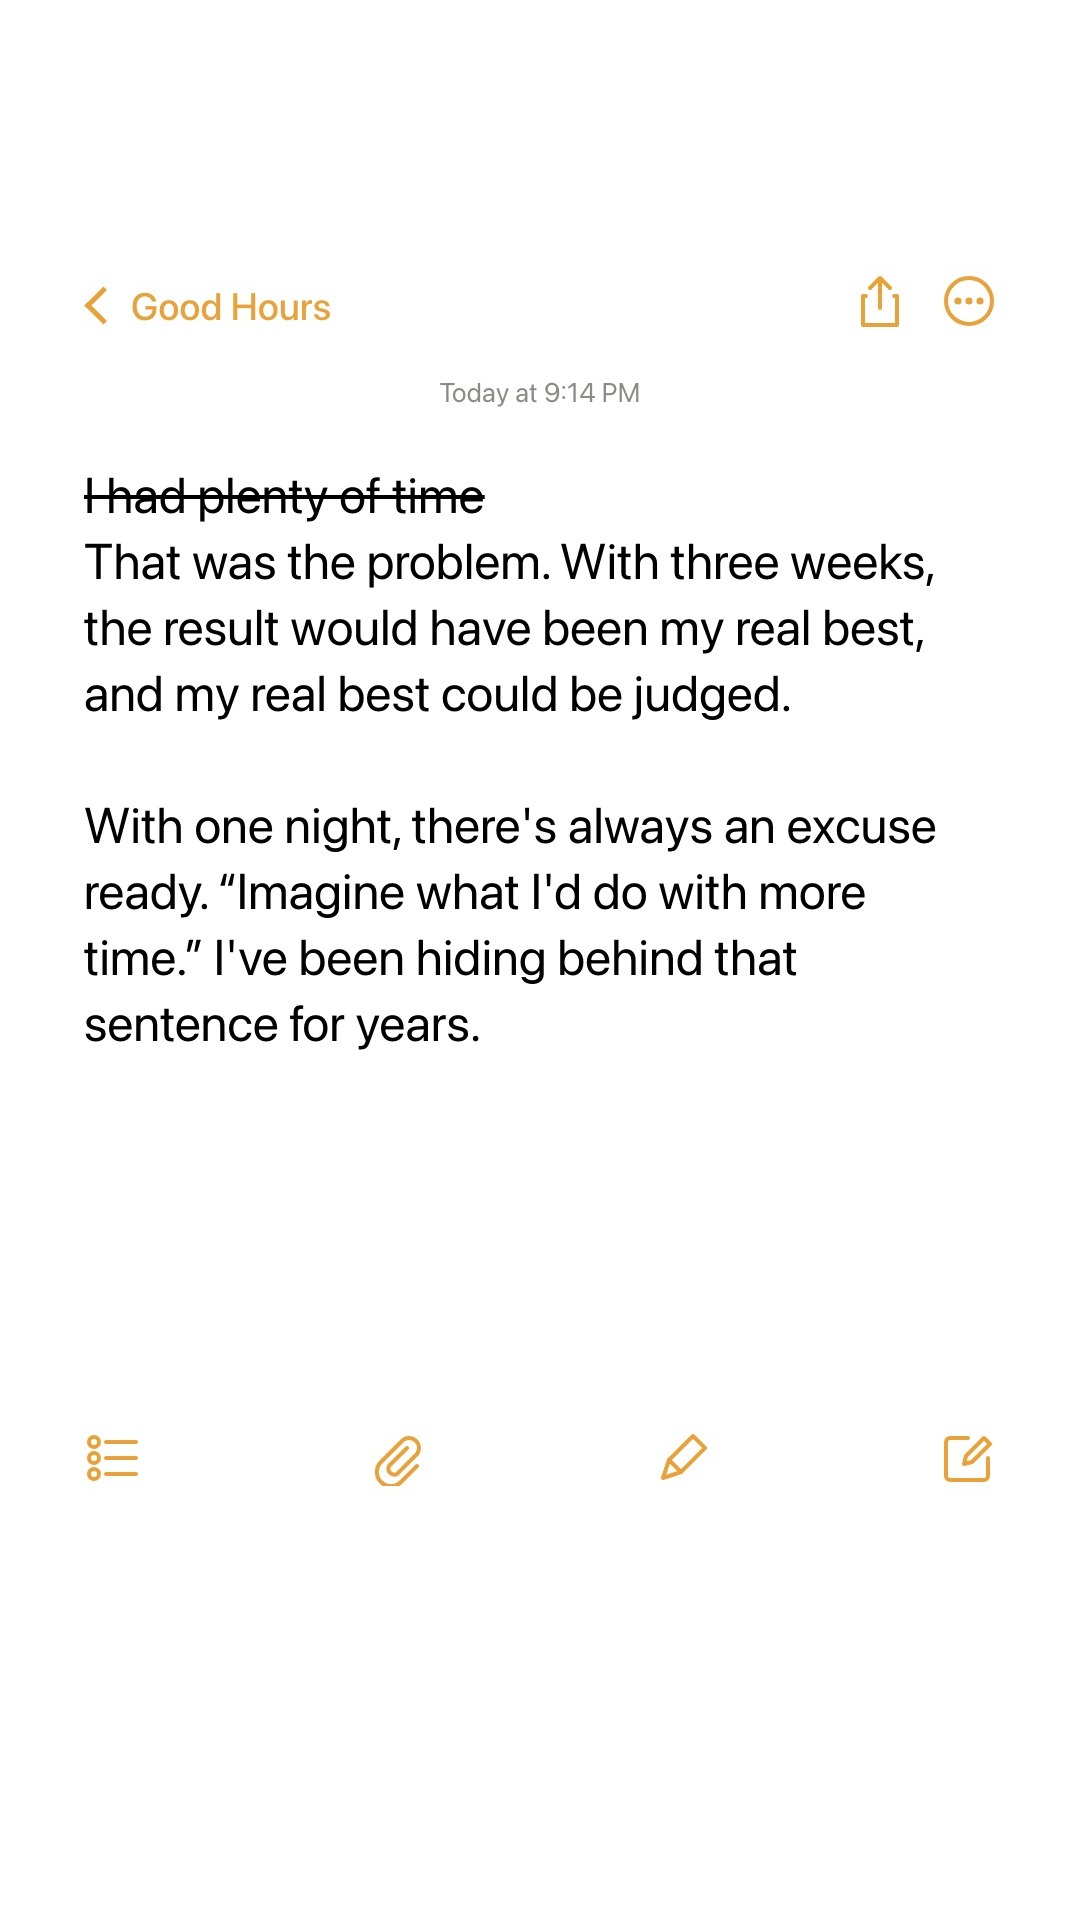 Good Hours
Today at 9:14 PM
I had plenty of time
That was the problem. With three weeks,
the result would have been my real best,
and my real best could be judged.
With one night, there's always an excuse
ready. “Imagine what I'd do with more
time.” I've been hiding behind that
sentence for years.